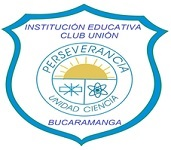 INSTITUCIÓN EDUCATIVA
CLUB UNIÓN
PERSEVERANCIA
UNIDAD CIENCIA
BUCARAMANGA